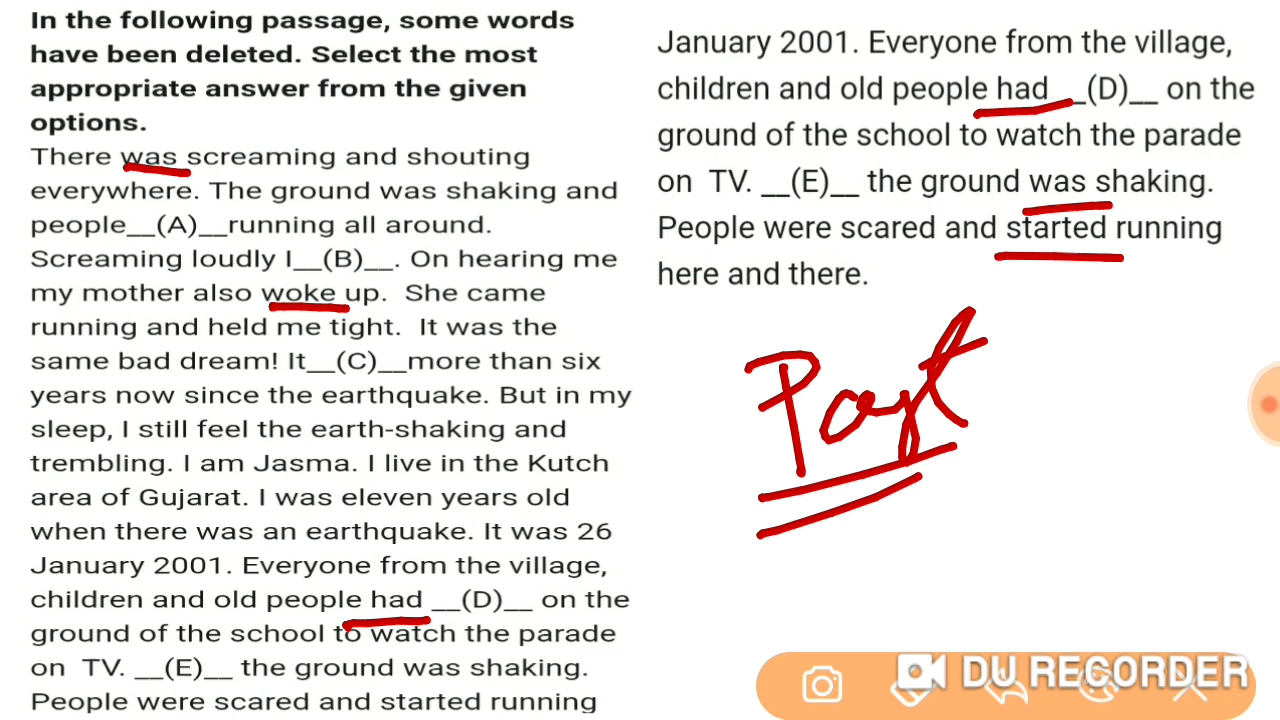 In the following passage, some words
have been deleted. Select the most
appropriate answer from the given
options.
There was screaming and shouting
everywhere. The ground was shaking and
people__(A)__running all around.
Screaming loudly I__(B)__. On hearing me
my mother also woke up. She came
running and held me tight. It was the
same bad dream! It__(C)__more than six
years now since the earthquake. But in my
sleep, I still feel the earth-shaking and
trembling. I am Jasma. I live in the Kutch
area of Gujarat. I was eleven years old
when there was an earthquake. It was 26
January 2001. Everyone from the village,
children and old people had __(D)__ on the
ground of the school to watch the parade
on TV. __(E)__ the ground was shaking.
People were scared and started running
January 2001. Everyone from the village,
children and old people had __(D)__ on the
ground of the school to watch the parade
on TV. __(E)__ the ground was shaking.
People were scared and started running
here and there.
Past
DU RECORDER